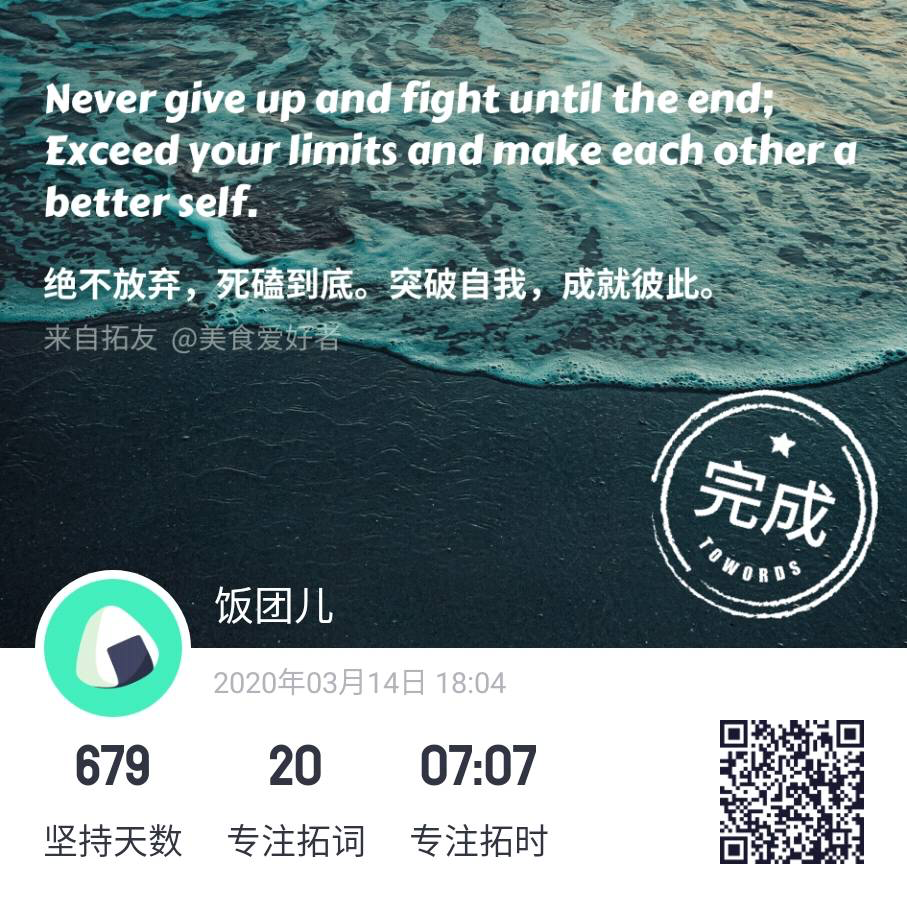 Never give up and fight until the end;
Exceed your limits and make each other a
better self.
绝不放弃，死磕到底。突破自我，成就彼此。
来自拓友 @美食爱好者
完成
TOWORDS
饭团儿
2020年03月14日 18:04
679 20 07:07
坚持天数 专注拓词 专注拓时